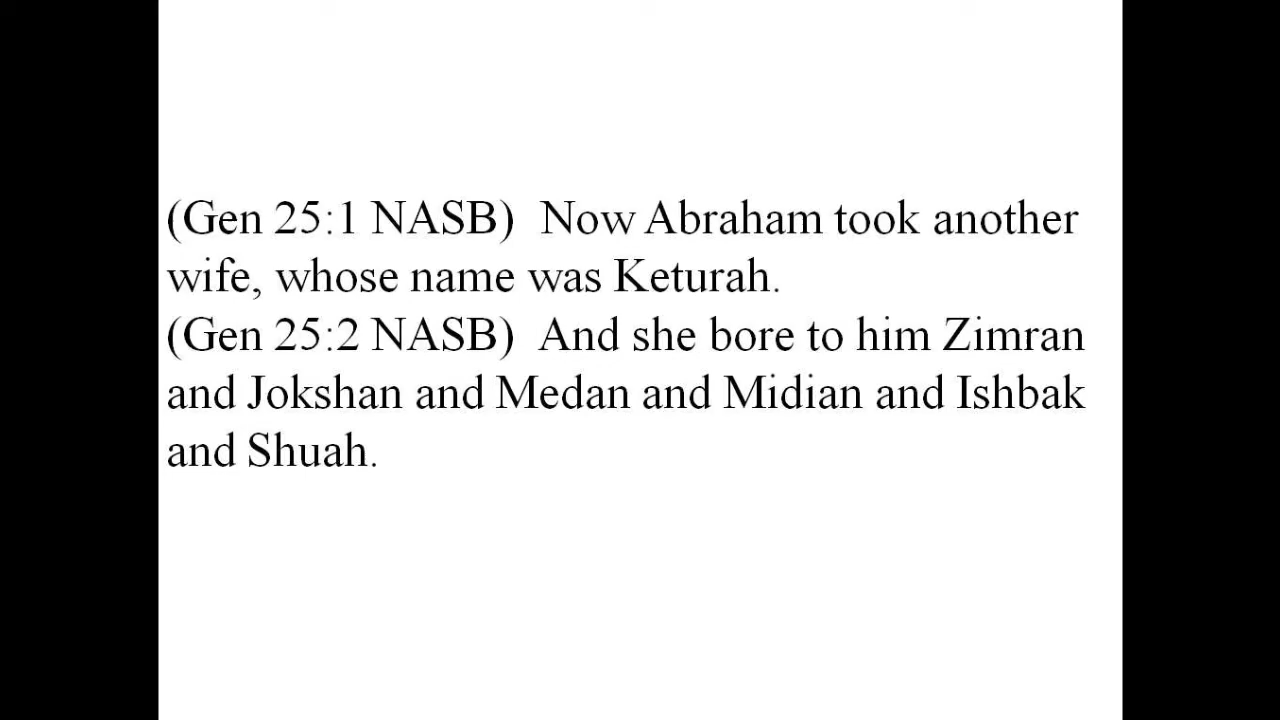 (Gen 25:1 NASB)  Now Abraham took another
wife, whose name was Keturah.
(Gen 25:2 NASB)  And she bore to him Zimran
and Jokshan and Medan and Midian and Ishbak
and Shuah.